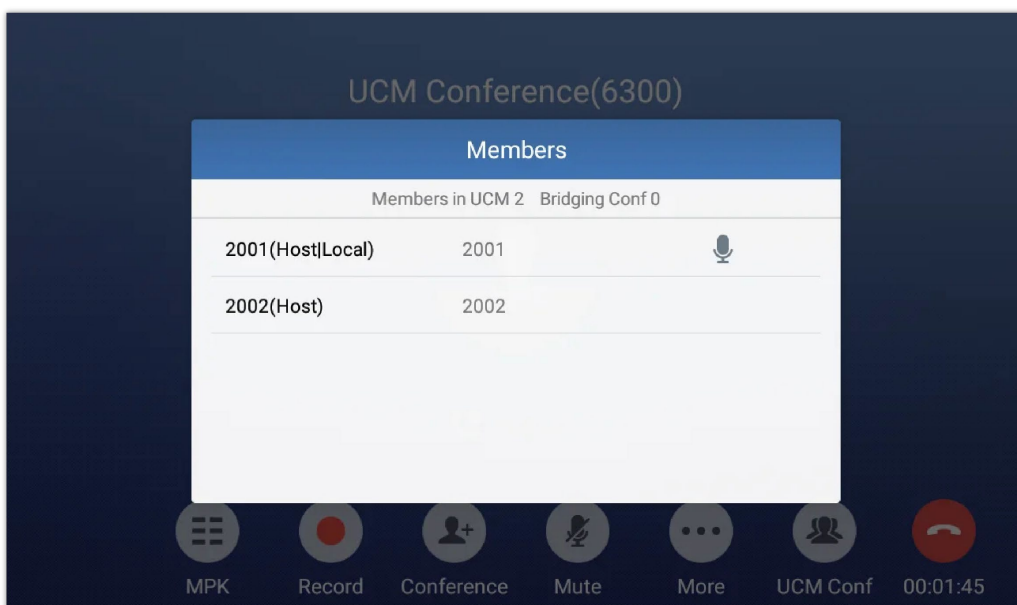 UCM Conference(6300)
Members
Members in UCM 2 Bridging Conf 0
2001(Host|Local) 2001
2002(Host) 2002
MPK Record Conference Mute More UCM Conf 00:01:45